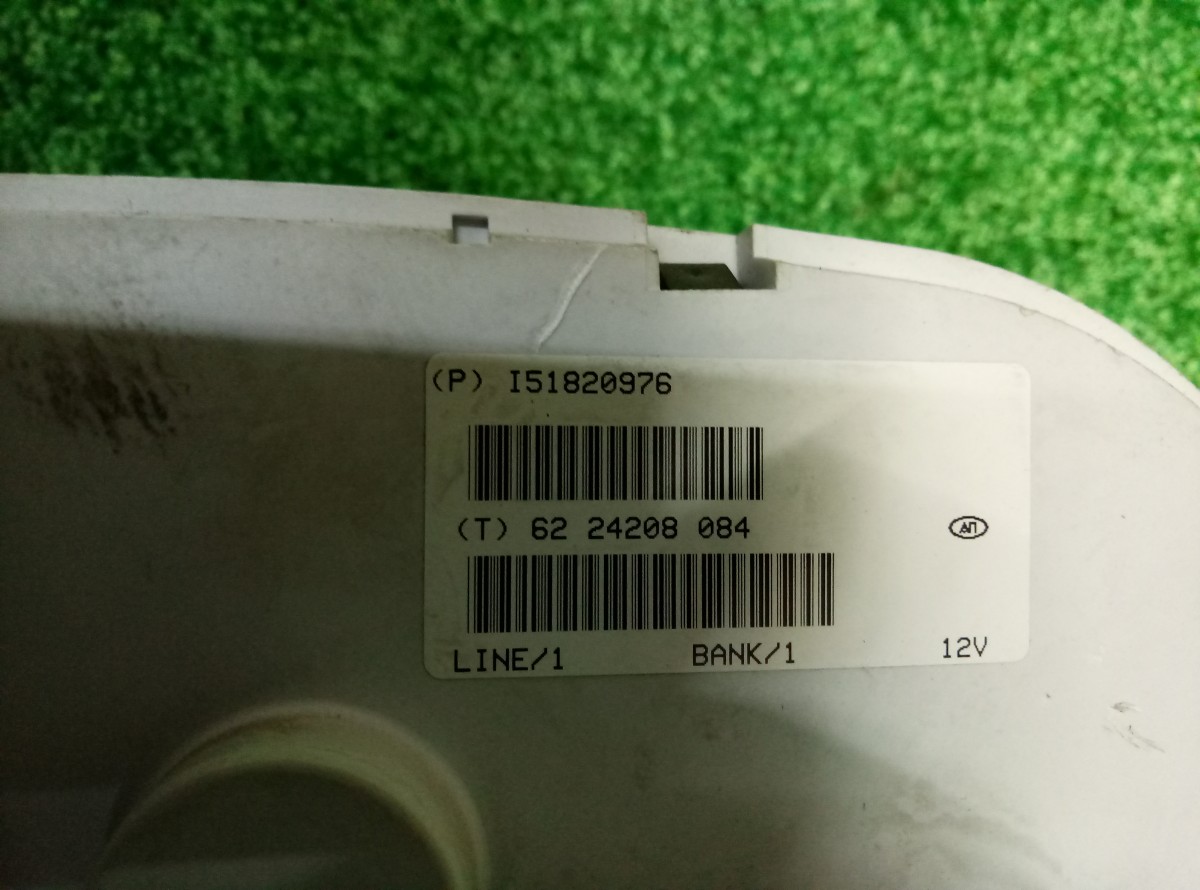 (P) I51820976
(T) 62 24208 084
АП
LINE/1 BANK/1 12V